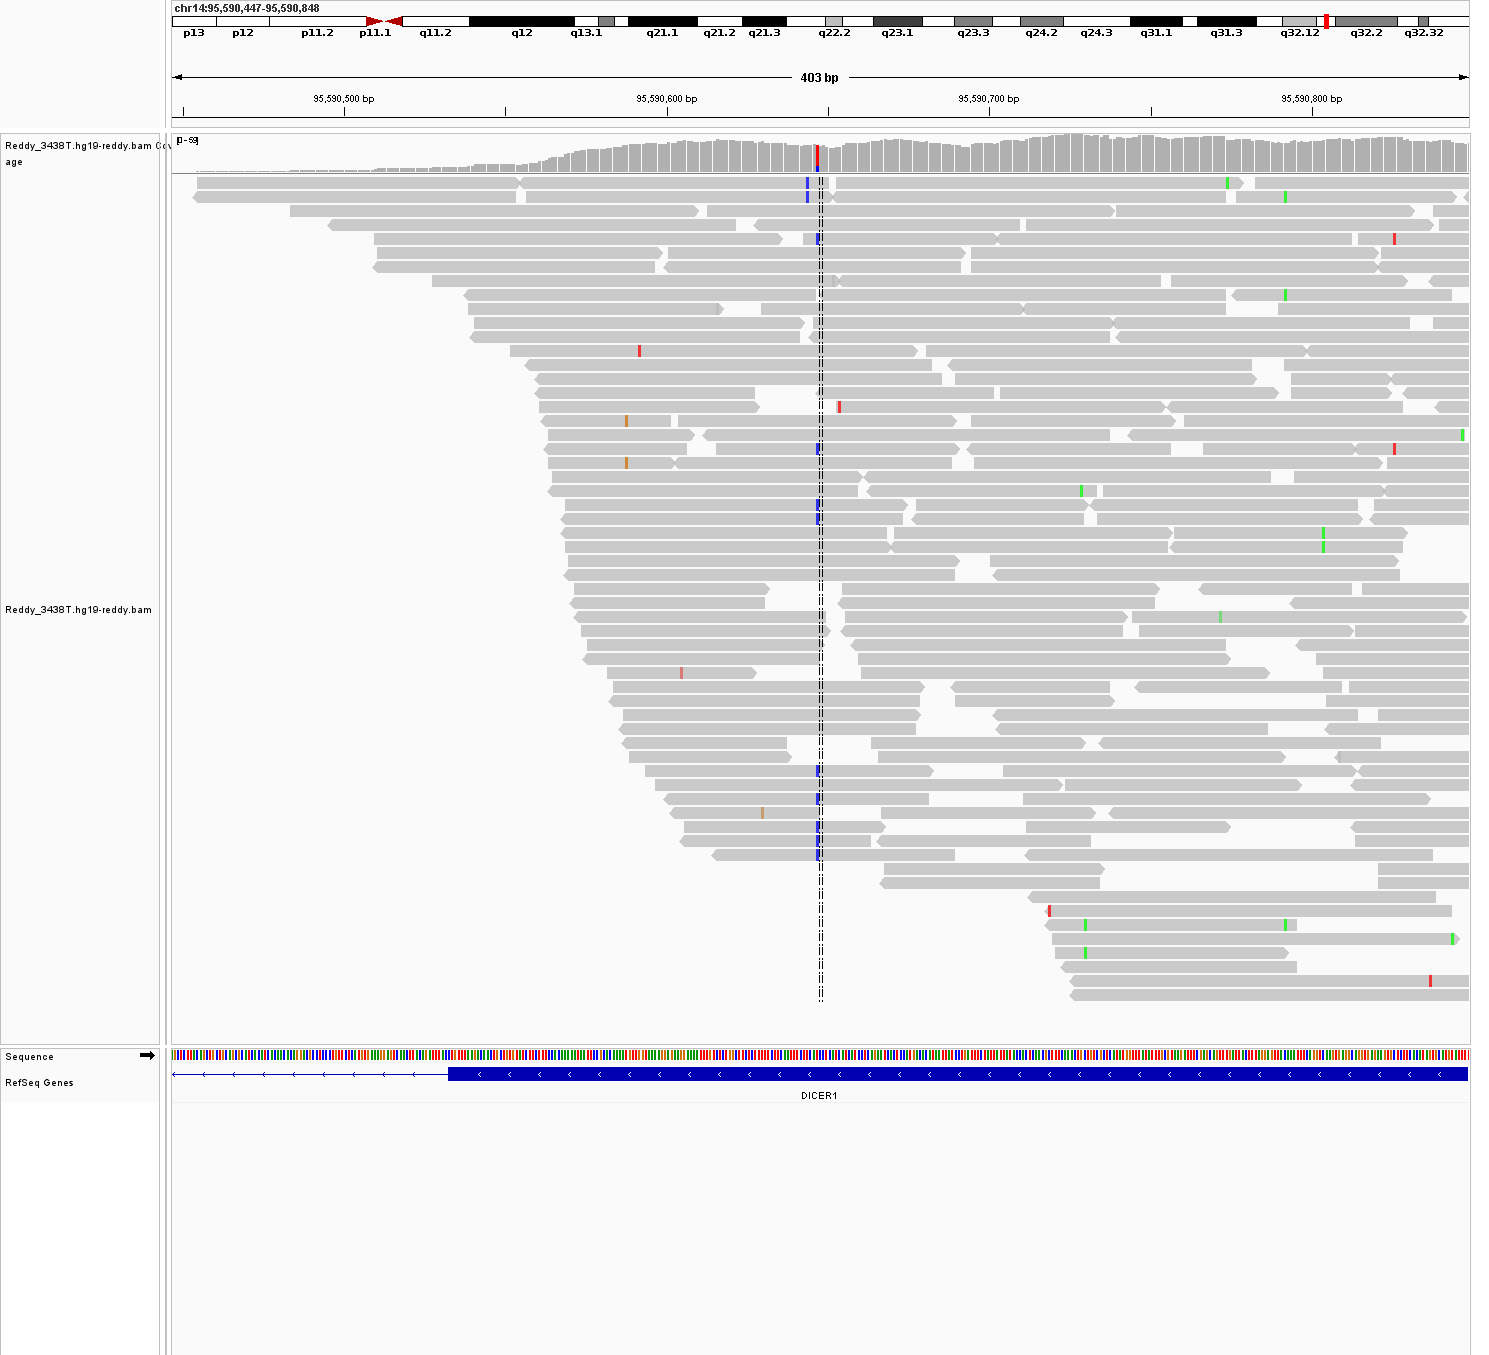 chr14:95,590,447-95,590,848
p13 p12 p11.2 p11.1 q11.2 q12 q13.1 q21.1 q21.2 q21.3 q22.2 q23.1 q23.3 q24.2 q24.3 q31.1 q31.3 q32.12 q32.2 q32.32
403 bp
95,590,500 bp 95,590,600 bp 95,590,700 bp 95,590,800 bp
Reddy_3438T.hg19-reddy.bam Cov
age
Reddy_3438T.hg19-reddy.bam
Sequence
RefSeq Genes
DICER1